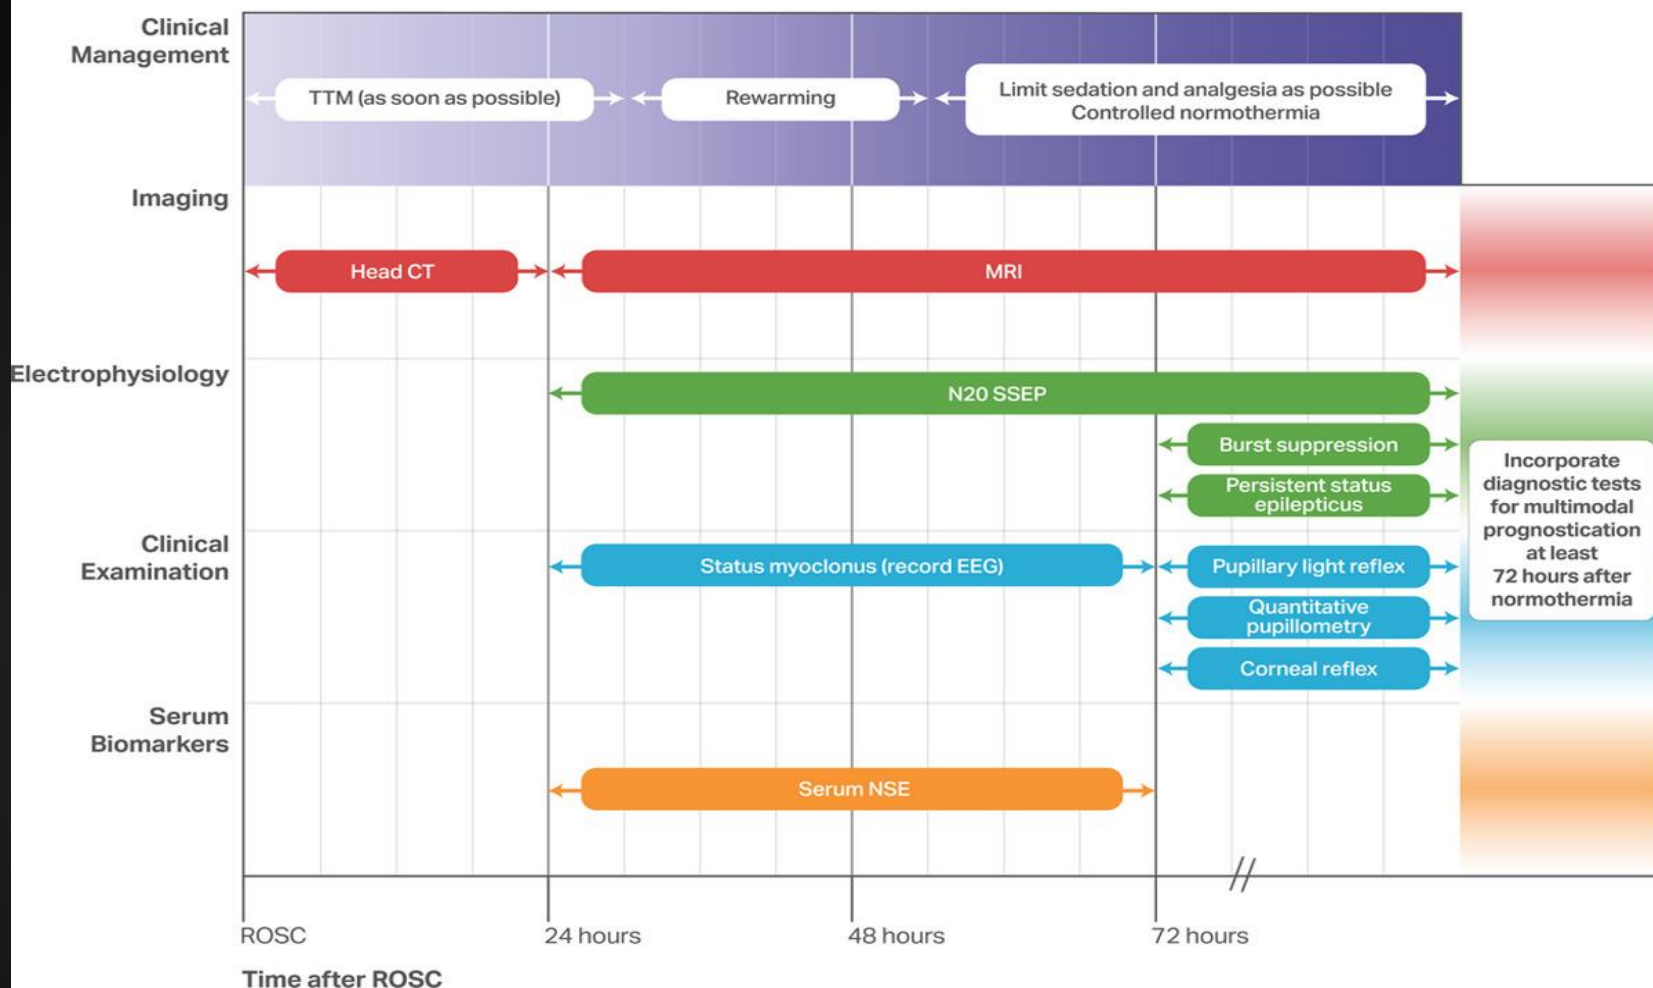 Clinical
Management
TTM (as soon as possible)
Rewarming
Limit sedation and analgesia as possible
Controlled normothermia
Imaging
Head CT
MRI
Electrophysiology
N20 SSEP
Burst suppression
Persistent status
epilepticus
Clinical
Examination
Status myoclonus (record EEG)
Pupillary light reflex
Quantitative
pupillometry
Corneal reflex
Incorporate
diagnostic tests
for multimodal
prognostication
at least
72 hours after
normothermia
Serum
Biomarkers
Serum NSE
ROSC
24 hours
48 hours
72 hours
Time after ROSC